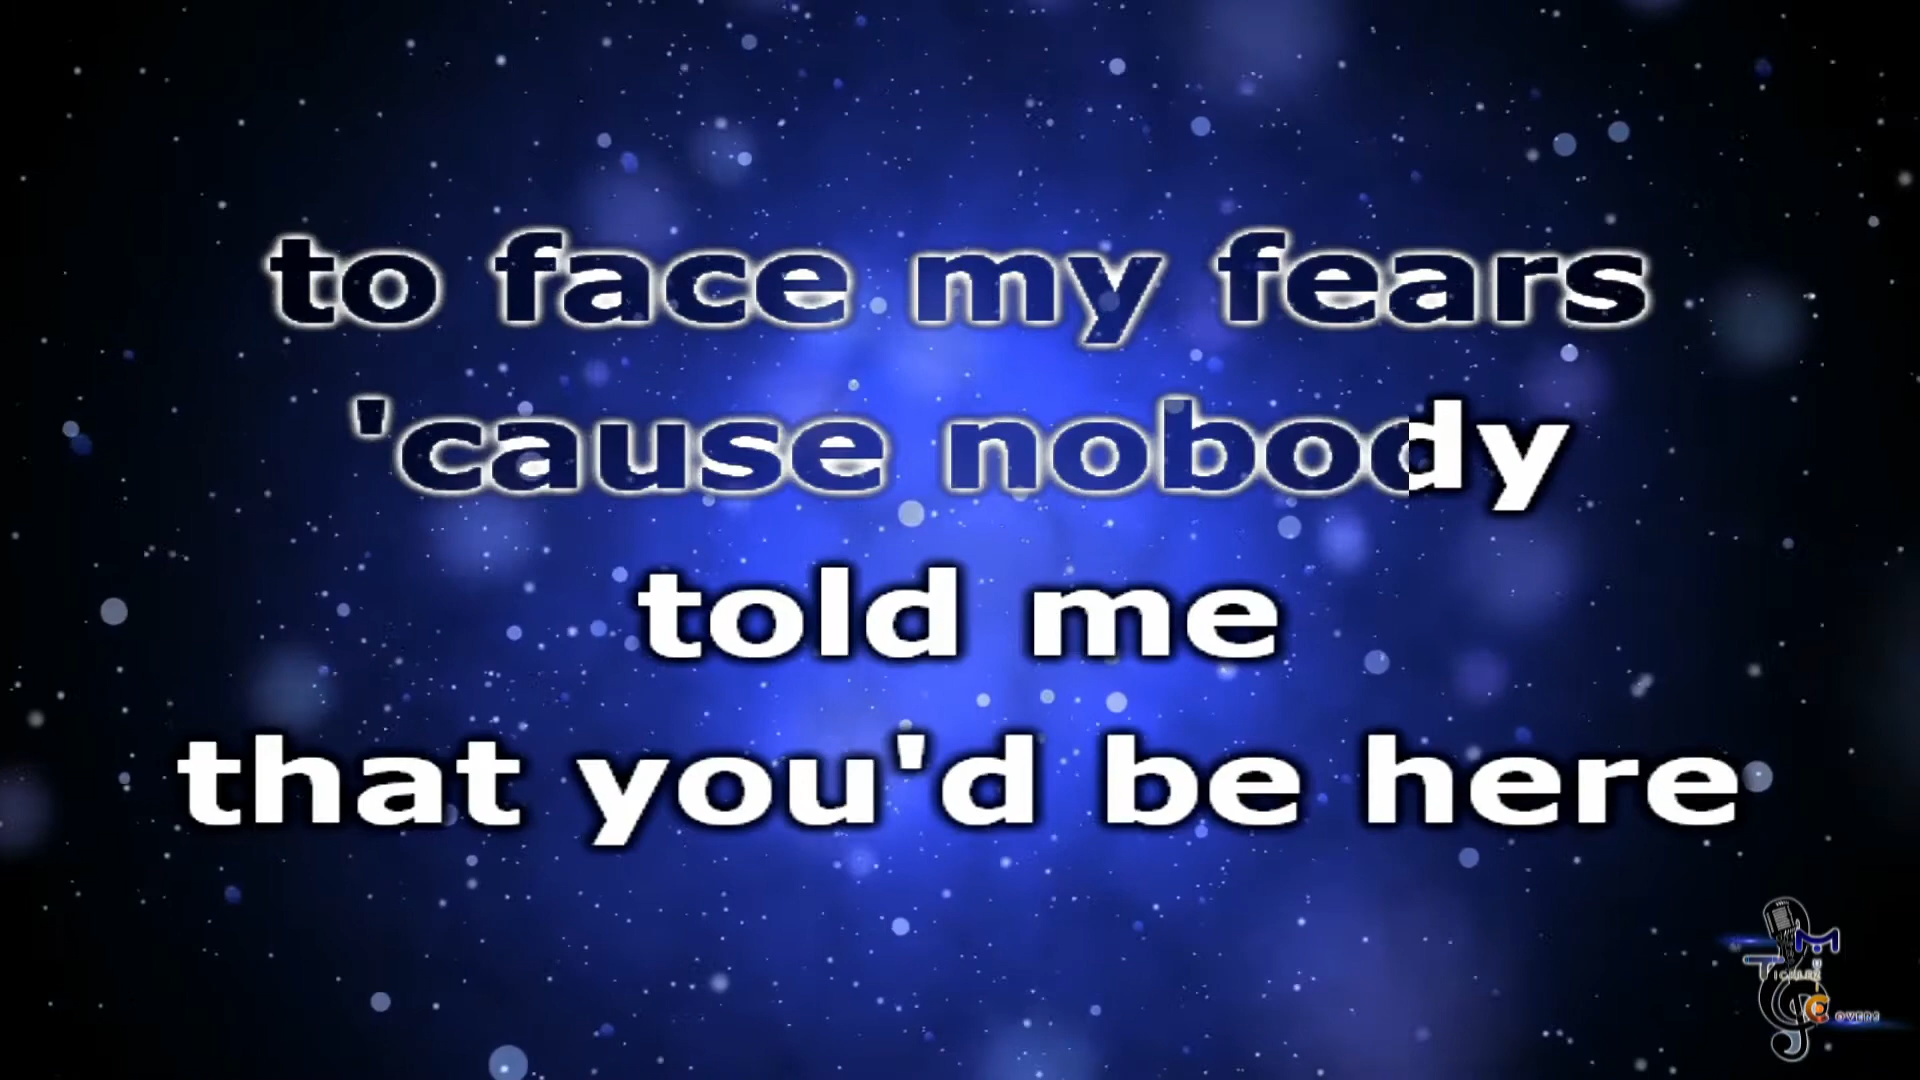 to face my fears
'cause nobody
told me
that you'd be here